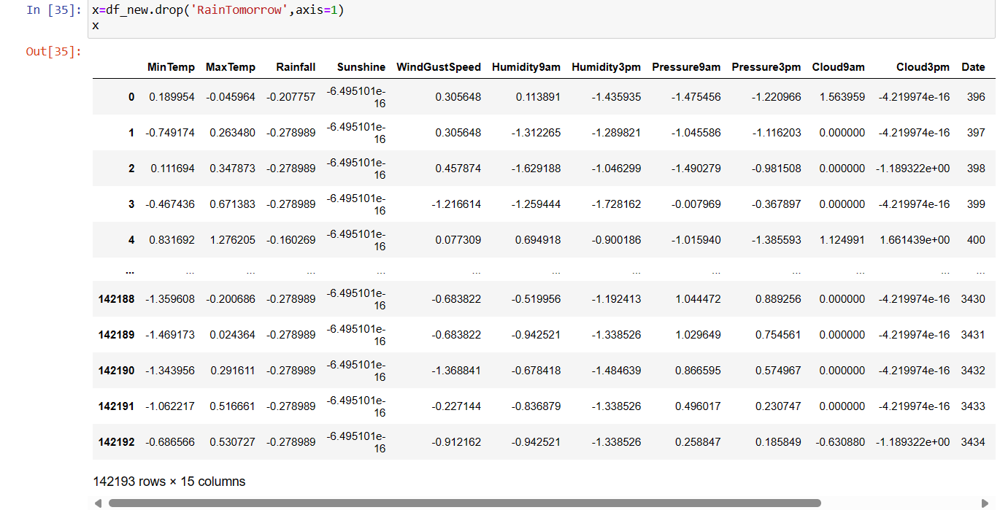 In [35]: x=df_new.drop('RainTomorrow',axis=1)
x
Out[35]:
MinTemp MaxTemp Rainfall Sunshine WindGustSpeed Humidity9am Humidity3pm Pressure9am Pressure3pm Cloud9am Cloud3pm Date
0 0.189954 -0.045964 -0.207757 -6.495101e-16 0.305648 0.113891 -1.435935 -1.475456 -1.220966 1.563959 -4.219974e-16 396
1 -0.749174 0.263480 -0.278989 -6.495101e-16 0.305648 -1.312265 -1.289821 -1.045586 -1.116203 0.000000 -4.219974e-16 397
2 0.111694 0.347873 -0.278989 -6.495101e-16 0.457874 -1.629188 -1.046299 -1.490279 -0.981508 0.000000 -1.189322e+00 398
3 -0.467436 0.671383 -0.278989 -6.495101e-16 -1.216614 -1.259444 -1.728162 -0.007969 -0.367897 0.000000 -4.219974e-16 399
4 0.831692 1.276205 -0.160269 -6.495101e-16 0.077309 0.694918 -0.900186 -1.015940 -1.385593 1.124991 1.661439e+00 400
... ... ... ... ... ... ... ... ... ... ... ... ...
142188 -1.359608 -0.200686 -0.278989 -6.495101e-16 -0.683822 -0.519956 -1.192413 1.044472 0.889256 0.000000 -4.219974e-16 3430
142189 -1.469173 0.024364 -0.278989 -6.495101e-16 -0.683822 -0.942521 -1.338526 1.029649 0.754561 0.000000 -4.219974e-16 3431
142190 -1.343956 0.291611 -0.278989 -6.495101e-16 -1.368841 -0.678418 -1.484639 0.866595 0.574967 0.000000 -4.219974e-16 3432
142191 -1.062217 0.516661 -0.278989 -6.495101e-16 -0.227144 -0.836879 -1.338526 0.496017 0.230747 0.000000 -4.219974e-16 3433
142192 -0.686566 0.530727 -0.278989 -6.495101e-16 -0.912162 -0.942521 -1.338526 0.258847 0.185849 -0.630880 -1.189322e+00 3434
142193 rows × 15 columns